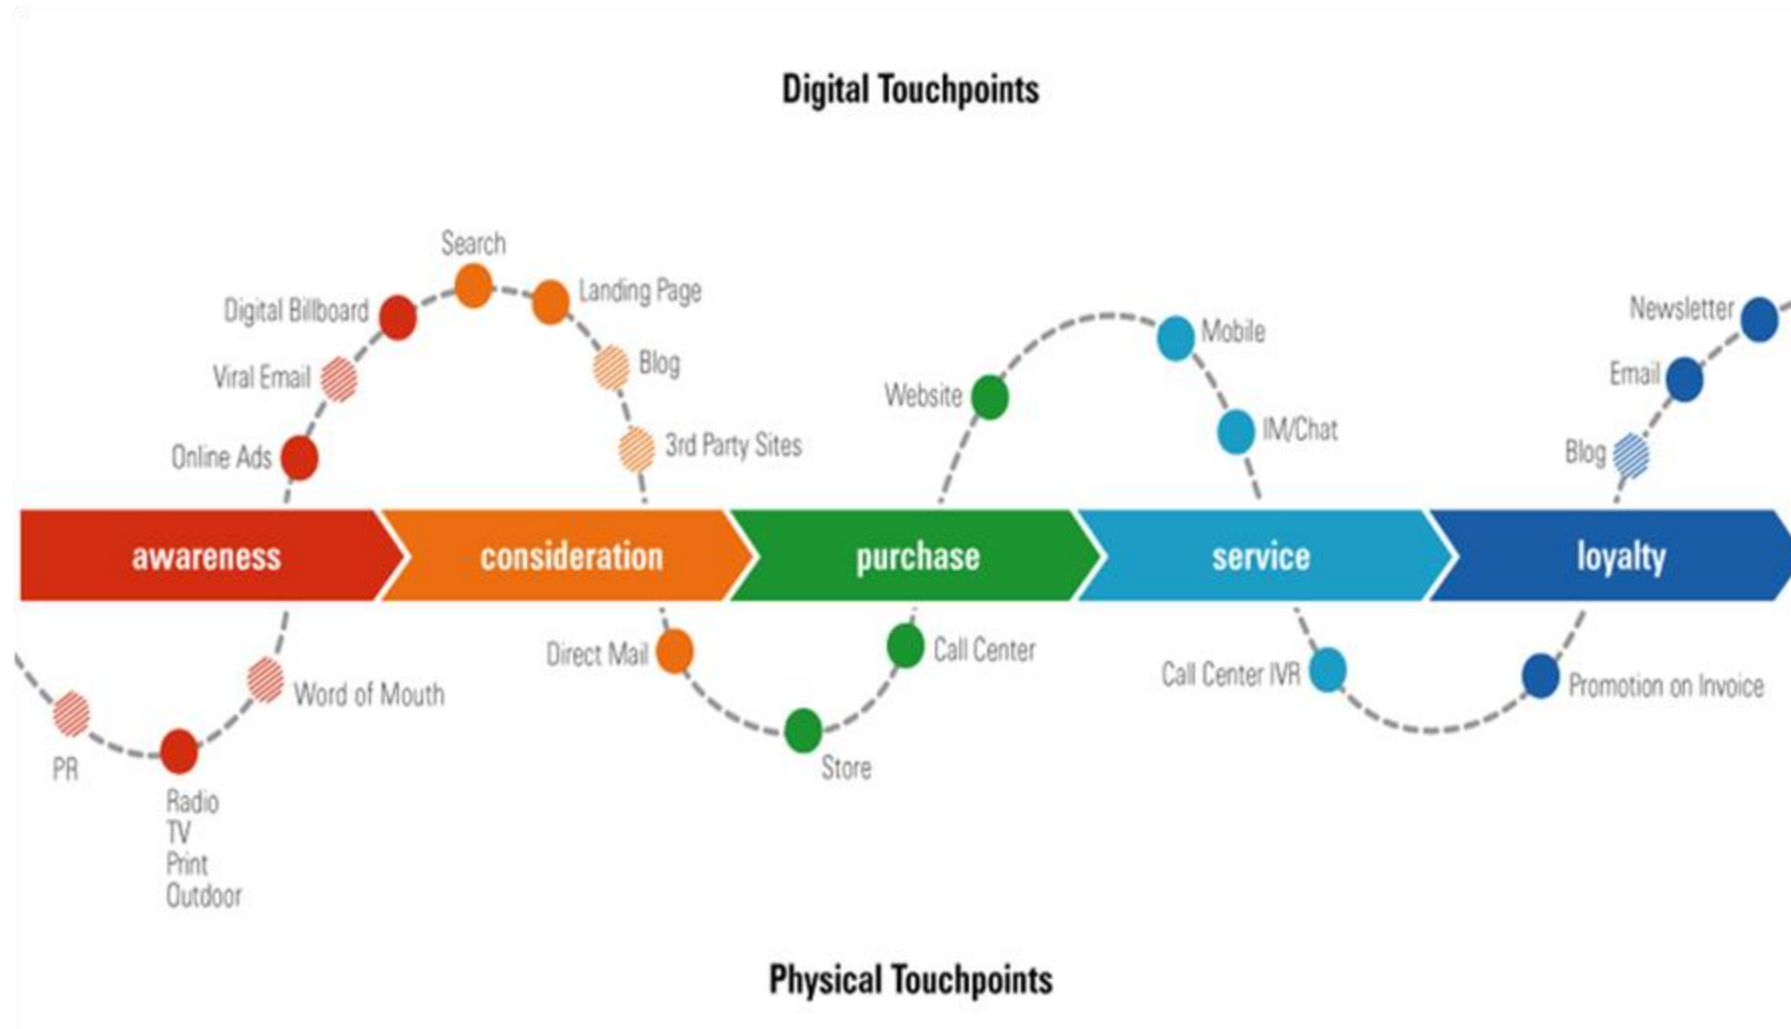 Digital Touchpoints
Search
Landing Page
Digital Billboard
Blog
Viral Email
3rd Party Sites
Online Ads
Website
Mobile
IM/Chat
Newsletter
Email
Blog
awareness
consideration
purchase
service
loyalty
PR
Radio
TV
Print
Outdoor
Word of Mouth
Direct Mail
Store
Call Center
Call Center IVR
Promotion on Invoice
Physical Touchpoints